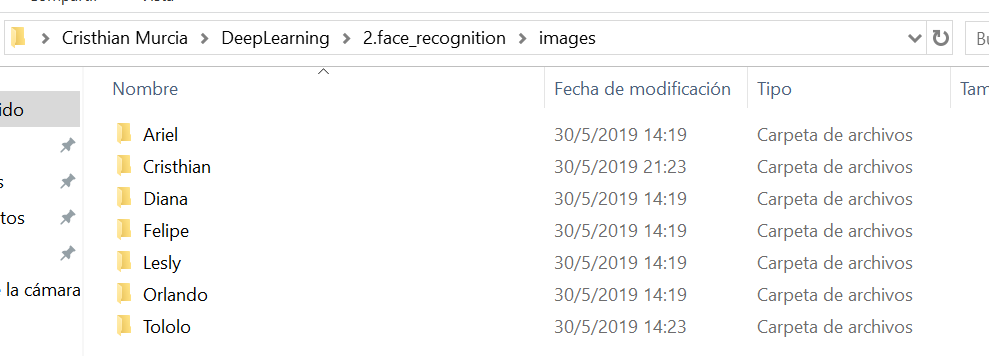 Cristhian Murcia > DeepLearning > 2.face_recognition > images
Nombre Fecha de modificación Tipo Tam
ido
Ariel 30/5/2019 14:19 Carpeta de archivos
Cristhian 30/5/2019 21:23 Carpeta de archivos
s
Diana 30/5/2019 14:19 Carpeta de archivos
tos
Felipe 30/5/2019 14:19 Carpeta de archivos
Lesly 30/5/2019 14:19 Carpeta de archivos
la cámara
Orlando 30/5/2019 14:19 Carpeta de archivos
Tololo 30/5/2019 14:23 Carpeta de archivos